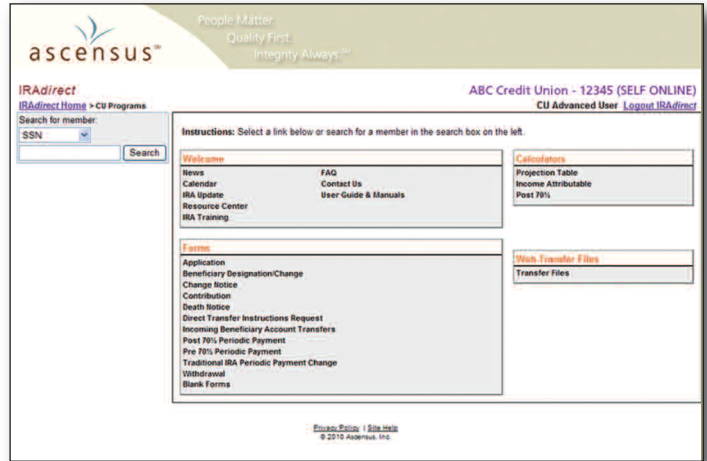 People Matter.
Quality First.
Integrity Always.℠
ascensus℠
IRAdirect
ABC Credit Union - 12345 (SELF ONLINE)
IRAdirect Home > CU Programs
CU Advanced User Logout IRAdirect
Search for member:
SSN
Search
Instructions: Select a link below or search for a member in the search box on the left.
Welcome
News
Calendar
IRA Update
Resource Center
IRA Training
FAQ
Contact Us
User Guide & Manuals
Calculators
Projection Table
Income Attributable
Post 70½
Forms
Application
Beneficiary Designation/Change
Change Notice
Contribution
Death Notice
Direct Transfer Instructions Request
Incoming Beneficiary Account Transfers
Post 70½ Periodic Payment
Pre 70½ Periodic Payment
Traditional IRA Periodic Payment Change
Withdrawal
Blank Forms
Web-Transfer Files
Transfer Files
Privacy Policy | Site Help
© 2010 Ascensus, Inc.